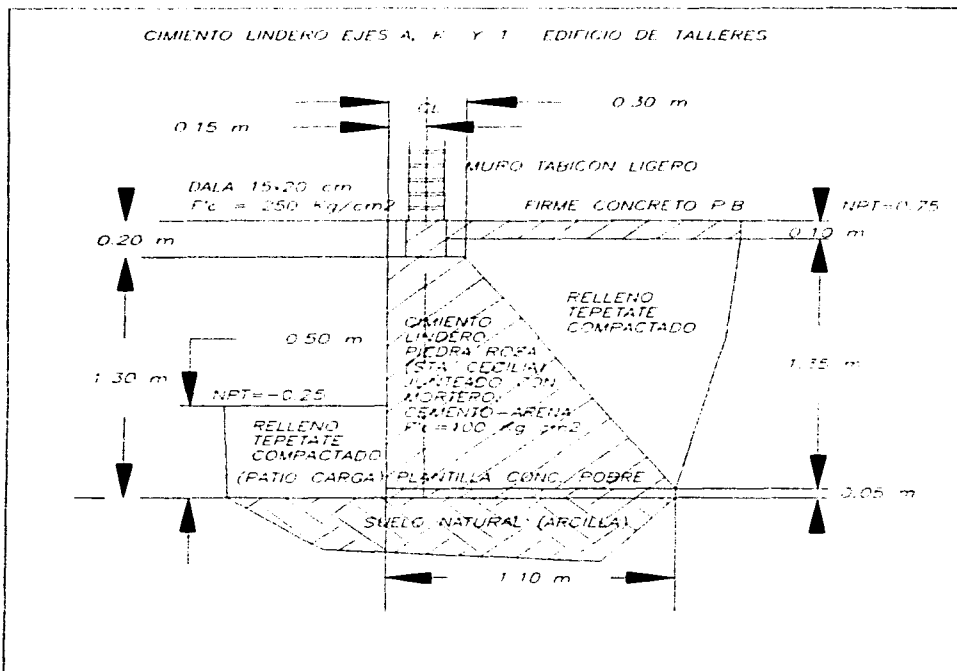 CIMIENTO LINDERO EJES A, Y 1 EDIFICIO DE TALLERES
0.30 m
0.15 m
MURO TABICON LIGERO
DALA 15×20 cm
F'c = 250 Kg/cm2
FIRME CONCRETO P.B
NPT=0.75
0.20 m
0.10 m
RELLENO
TEPETATE
COMPACTADO
CIMIENTO
LINDERO
PIEDRA ROSA
(STA CECILIA)
JUNTEADO CON
MORTERO
CEMENTO-ARENA
F'c=100 Kg cm2
0.50 m
1.30 m
1.35 m
NPT=-0.25
RELLENO
TEPETATE
COMPACTADO
(PATIO CARGA)
PLANTILLA CONC. POBRE
0.05 m
SUELO NATURAL (ARCILLA)
1.10 m